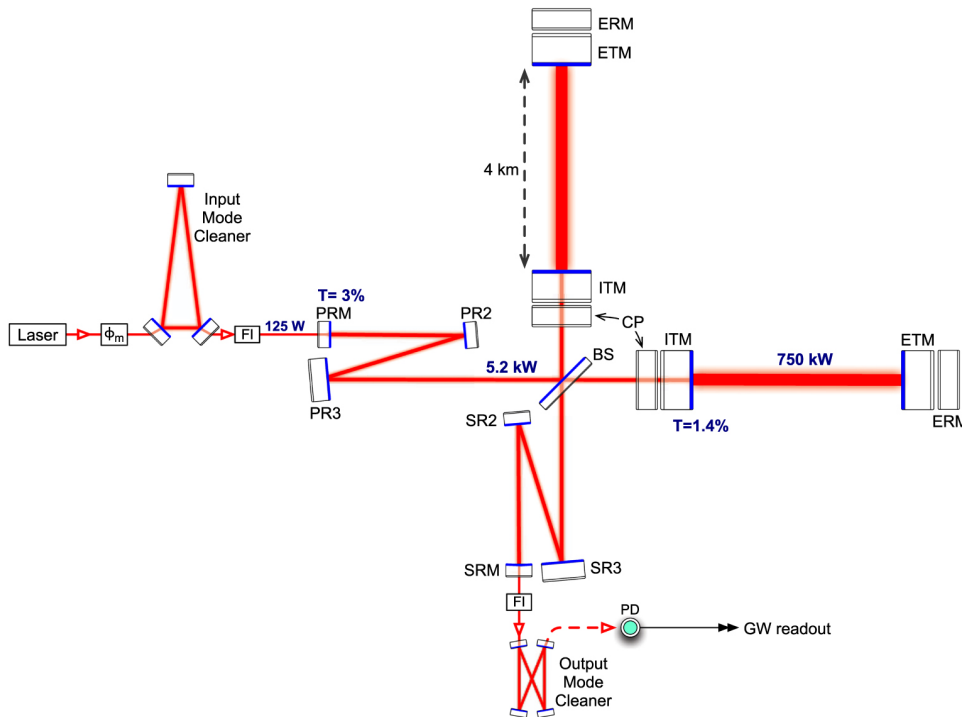 ERM
ETM
4 km
Input
Mode
Cleaner
ITM
T= 3%
PRM
PR2
CP
Laser
ϕm
FI
125 W
BS
ETM
ITM
750 kW
5.2 kW
PR3
SR2
T=1.4%
ERM
SRM
SR3
FI
PD
GW readout
Output
Mode
Cleaner